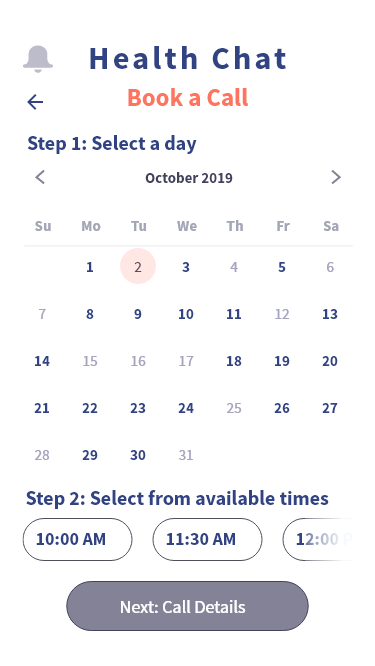 Health Chat
Book a Call
Step 1: Select a day
October 2019
Su Mo Tu We Th Fr Sa
1 2 3 4 5 6
7 8 9 10 11 12 13
14 15 16 17 18 19 20
21 22 23 24 25 26 27
28 29 30 31
Step 2: Select from available times
10:00 AM 11:30 AM 12:00 P
Next: Call Details